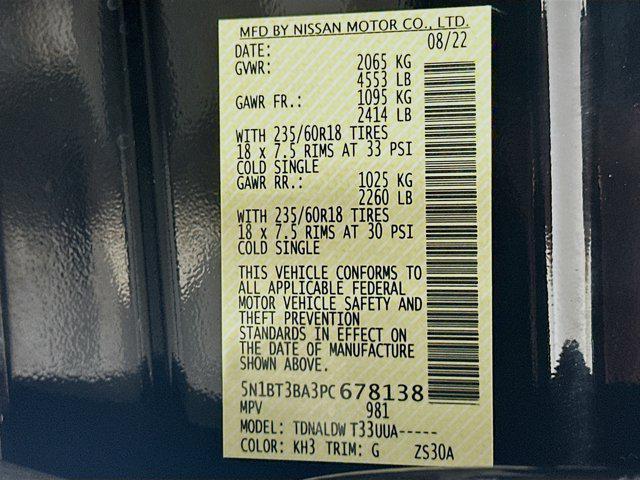 MFD BY NISSAN MOTOR CO., LTD.
DATE: 08/22
GVWR: 2065 KG
4553 LB
GAWR FR.: 1095 KG
2414 LB
WITH 235/60R18 TIRES
18 x 7.5 RIMS AT 33 PSI
COLD SINGLE
GAWR RR.: 1025 KG
2260 LB
WITH 235/60R18 TIRES
18 x 7.5 RIMS AT 30 PSI
COLD SINGLE
THIS VEHICLE CONFORMS TO
ALL APPLICABLE FEDERAL
MOTOR VEHICLE SAFETY AND
THEFT PREVENTION
STANDARDS IN EFFECT ON
THE DATE OF MANUFACTURE
SHOWN ABOVE.
5N1BT3BA3PC678138
MPV 981
MODEL: TDNALDW T33UUA-----
COLOR: KH3 TRIM: G ZS30A